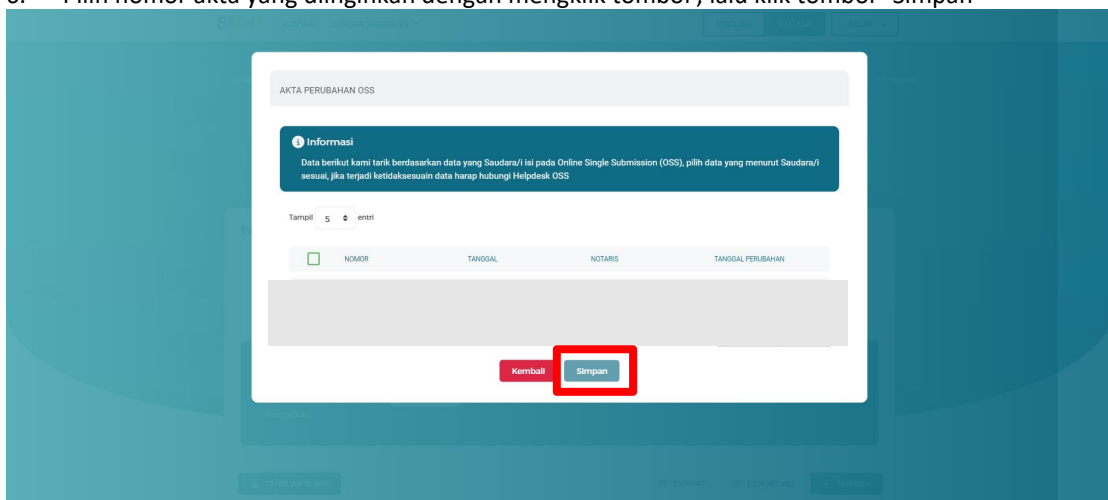 Pilih nomor akta yang diinginkan dengan mengklik tombol , lalu klik tombol "Simpan"
AKTA PERUBAHAN OSS
Informasi
Data berikut kami tarik berdasarkan data yang Saudara/i isi pada Online Single Submission (OSS), pilih data yang menurut Saudara/i
sesuai, jika terjadi ketidaksesuain data harap hubungi Helpdesk OSS
Tampil 5 entri
NOMOR TANGGAL NOTARIS TANGGAL PERUBAHAN
Kembali Simpan